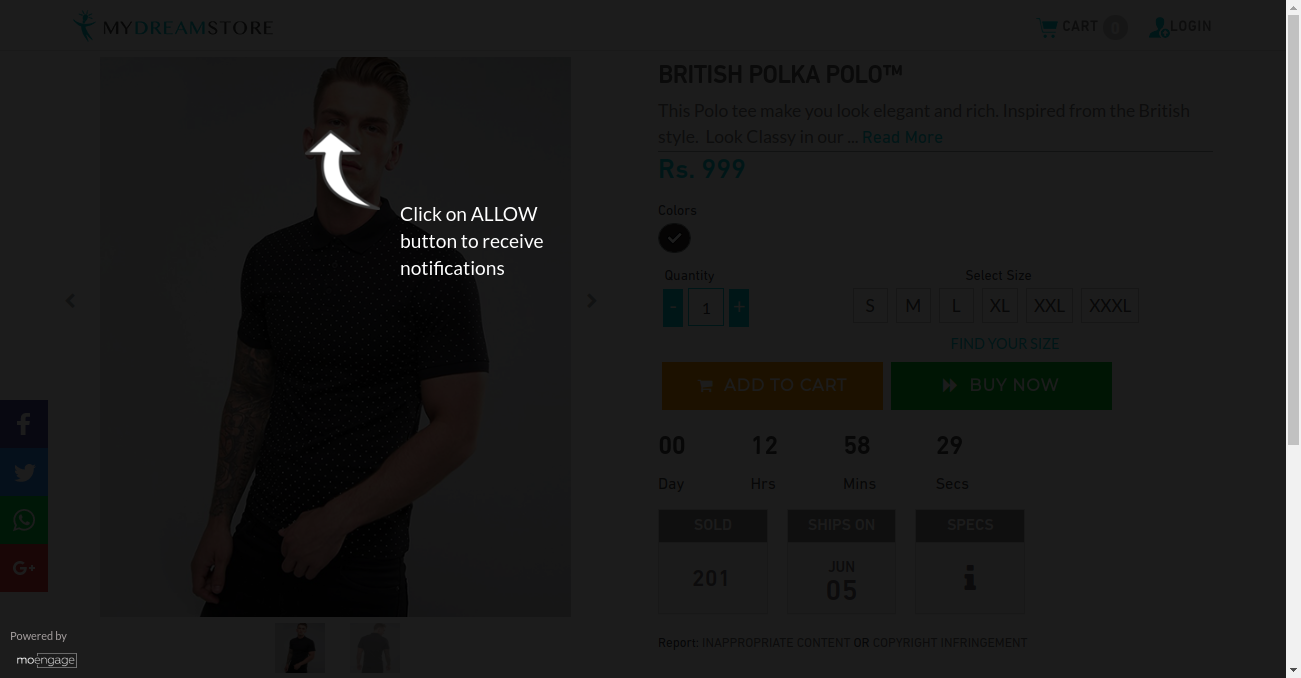 MYDREAMSTORE
CART 0
LOGIN
BRITISH POLKA POLO™
This Polo tee make you look elegant and rich. Inspired from the British
style. Look Classy in our ... Read More
Rs. 999
Click on ALLOW
button to receive
notifications
Colors
Quantity
Select Size
- 1 +
S M L XL XXL XXXL
FIND YOUR SIZE
ADD TO CART
BUY NOW
00 12 58 29
Day Hrs Mins Secs
SOLD SHIPS ON SPECS
201
JUN
05
Report: INAPPROPRIATE CONTENT OR COPYRIGHT INFRINGEMENT
Powered by
moengage